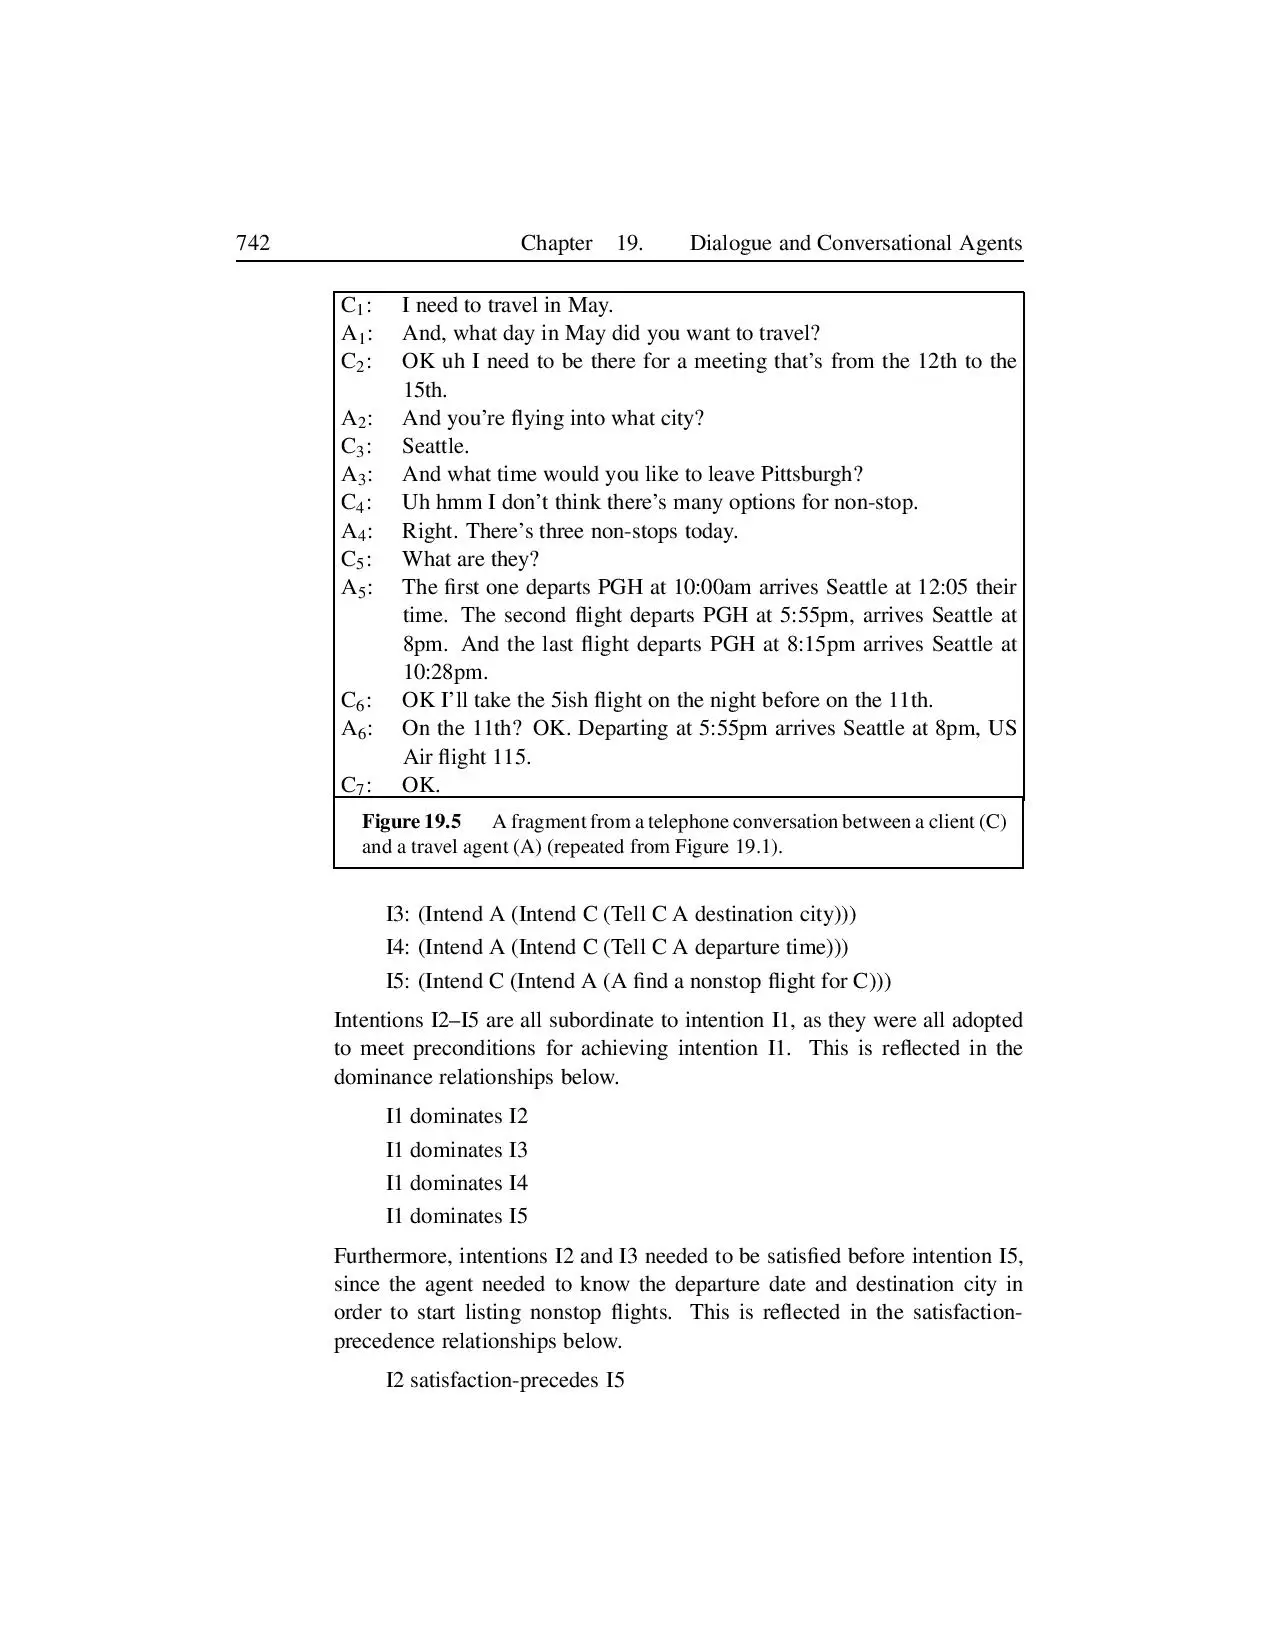 742 Chapter 19. Dialogue and Conversational Agents
C1: I need to travel in May.
A1: And, what day in May did you want to travel?
C2: OK uh I need to be there for a meeting that's from the 12th to the
15th.
A2: And you're flying into what city?
C3: Seattle.
A3: And what time would you like to leave Pittsburgh?
C4: Uh hmm I don't think there's many options for non-stop.
A4: Right. There's three non-stops today.
C5: What are they?
A5: The first one departs PGH at 10:00am arrives Seattle at 12:05 their
time. The second flight departs PGH at 5:55pm, arrives Seattle at
8pm. And the last flight departs PGH at 8:15pm arrives Seattle at
10:28pm.
C6: OK I'll take the 5ish flight on the night before on the 11th.
A6: On the 11th? OK. Departing at 5:55pm arrives Seattle at 8pm, US
Air flight 115.
C7: OK.
Figure 19.5 A fragment from a telephone conversation between a client (C)
and a travel agent (A) (repeated from Figure 19.1).
I3: (Intend A (Intend C (Tell C A destination city)))
I4: (Intend A (Intend C (Tell C A departure time)))
I5: (Intend C (Intend A (A find a nonstop flight for C)))
Intentions I2–I5 are all subordinate to intention I1, as they were all adopted
to meet preconditions for achieving intention I1. This is reflected in the
dominance relationships below.
I1 dominates I2
I1 dominates I3
I1 dominates I4
I1 dominates I5
Furthermore, intentions I2 and I3 needed to be satisfied before intention I5,
since the agent needed to know the departure date and destination city in
order to start listing nonstop flights. This is reflected in the satisfaction-
precedence relationships below.
I2 satisfaction-precedes I5